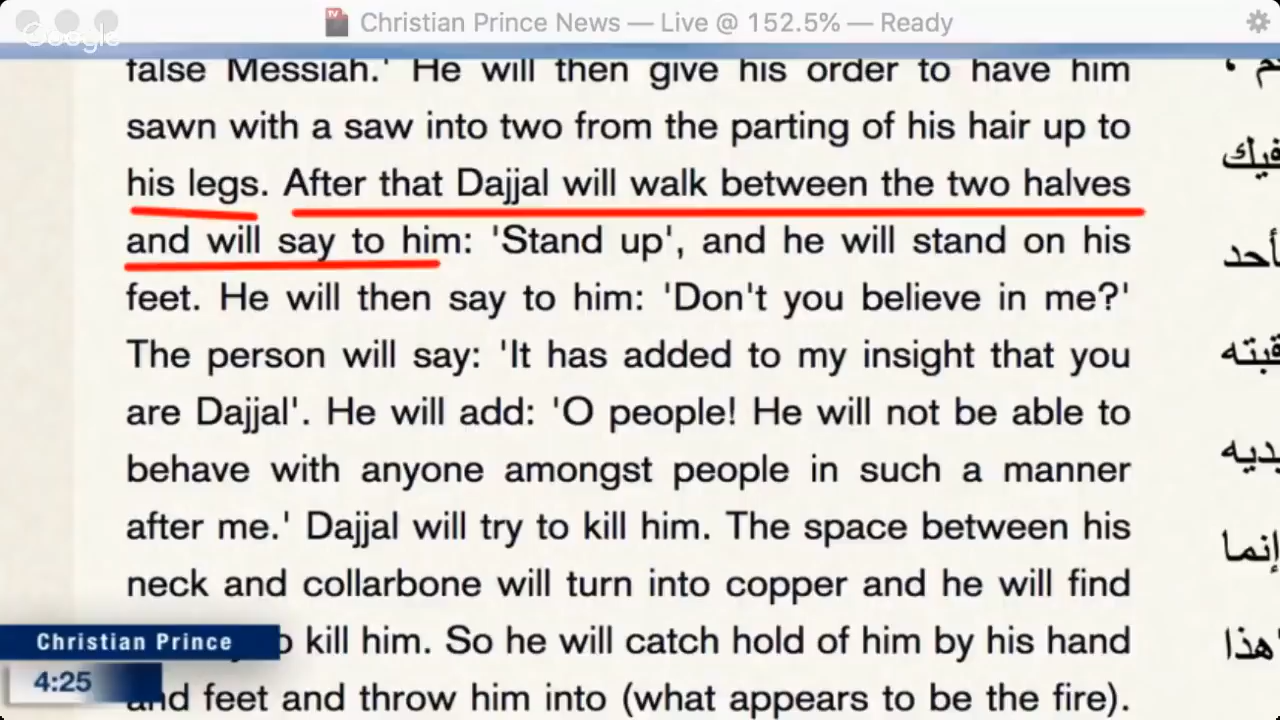 Christian Prince News — Live @ 152.5% — Ready
Google
false Messiah.' He will then give his order to have him
sawn with a saw into two from the parting of his hair up to
his legs. After that Dajjal will walk between the two halves
and will say to him: 'Stand up', and he will stand on his
feet. He will then say to him: 'Don't you believe in me?'
The person will say: 'It has added to my insight that you
are Dajjal'. He will add: 'O people! He will not be able to
behave with anyone amongst people in such a manner
after me.' Dajjal will try to kill him. The space between his
neck and collarbone will turn into copper and he will find
kill him. So he will catch hold of him by his hand
and feet and throw him into (what appears to be the fire).
فيك
أحد
قبته
يديه
إنما
هذا
Christian Prince
4:25